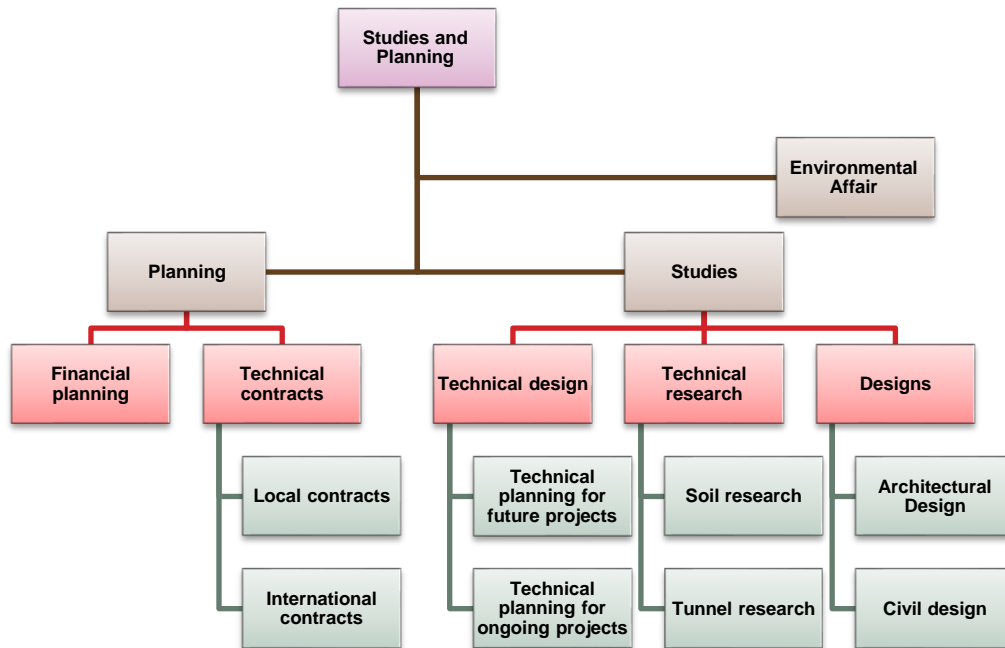 Studies and
Planning
Environmental
Affair
Planning
Studies
Financial
planning
Technical
contracts
Technical design
Technical
research
Designs
Local contracts
Technical
planning for
future projects
Soil research
Architectural
Design
International
contracts
Technical
planning for
ongoing projects
Tunnel research
Civil design